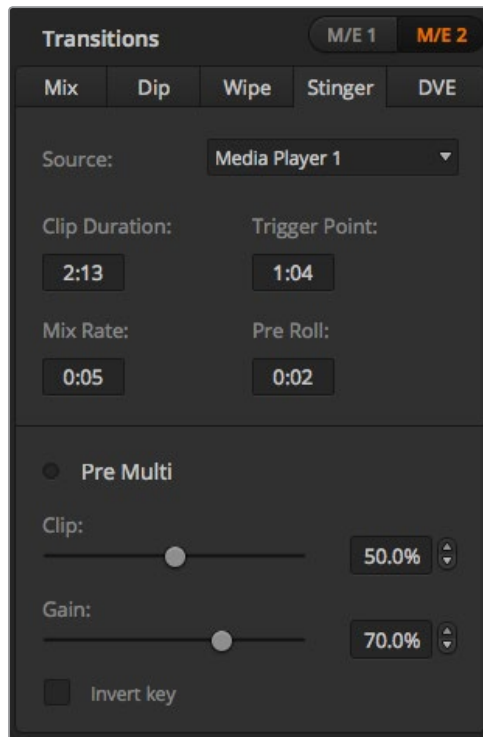 Transitions M/E 1 M/E 2
Mix Dip Wipe Stinger DVE
Source: Media Player 1
Clip Duration: Trigger Point:
2:13 1:04
Mix Rate: Pre Roll:
0:05 0:02
Pre Multi
Clip:
50.0%
Gain:
70.0%
Invert key